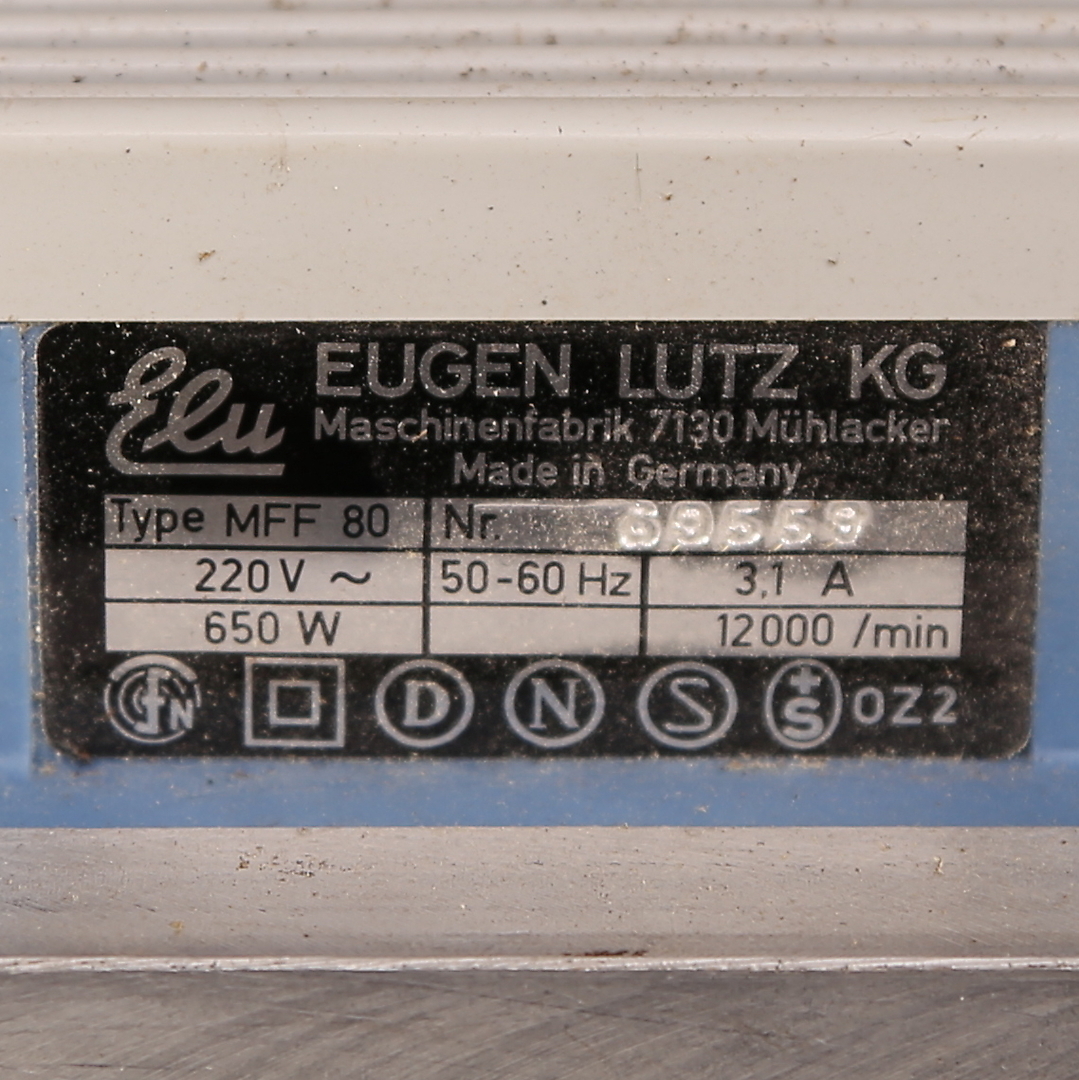 Elu
EUGEN LUTZ KG
Maschinenfabrik 7130 Mühlacker
Made in Germany
Type MFF 80 Nr. 69559
220V ~ 50-60 Hz 3,1 A
650 W 12000 /min
D N S +S OZ2